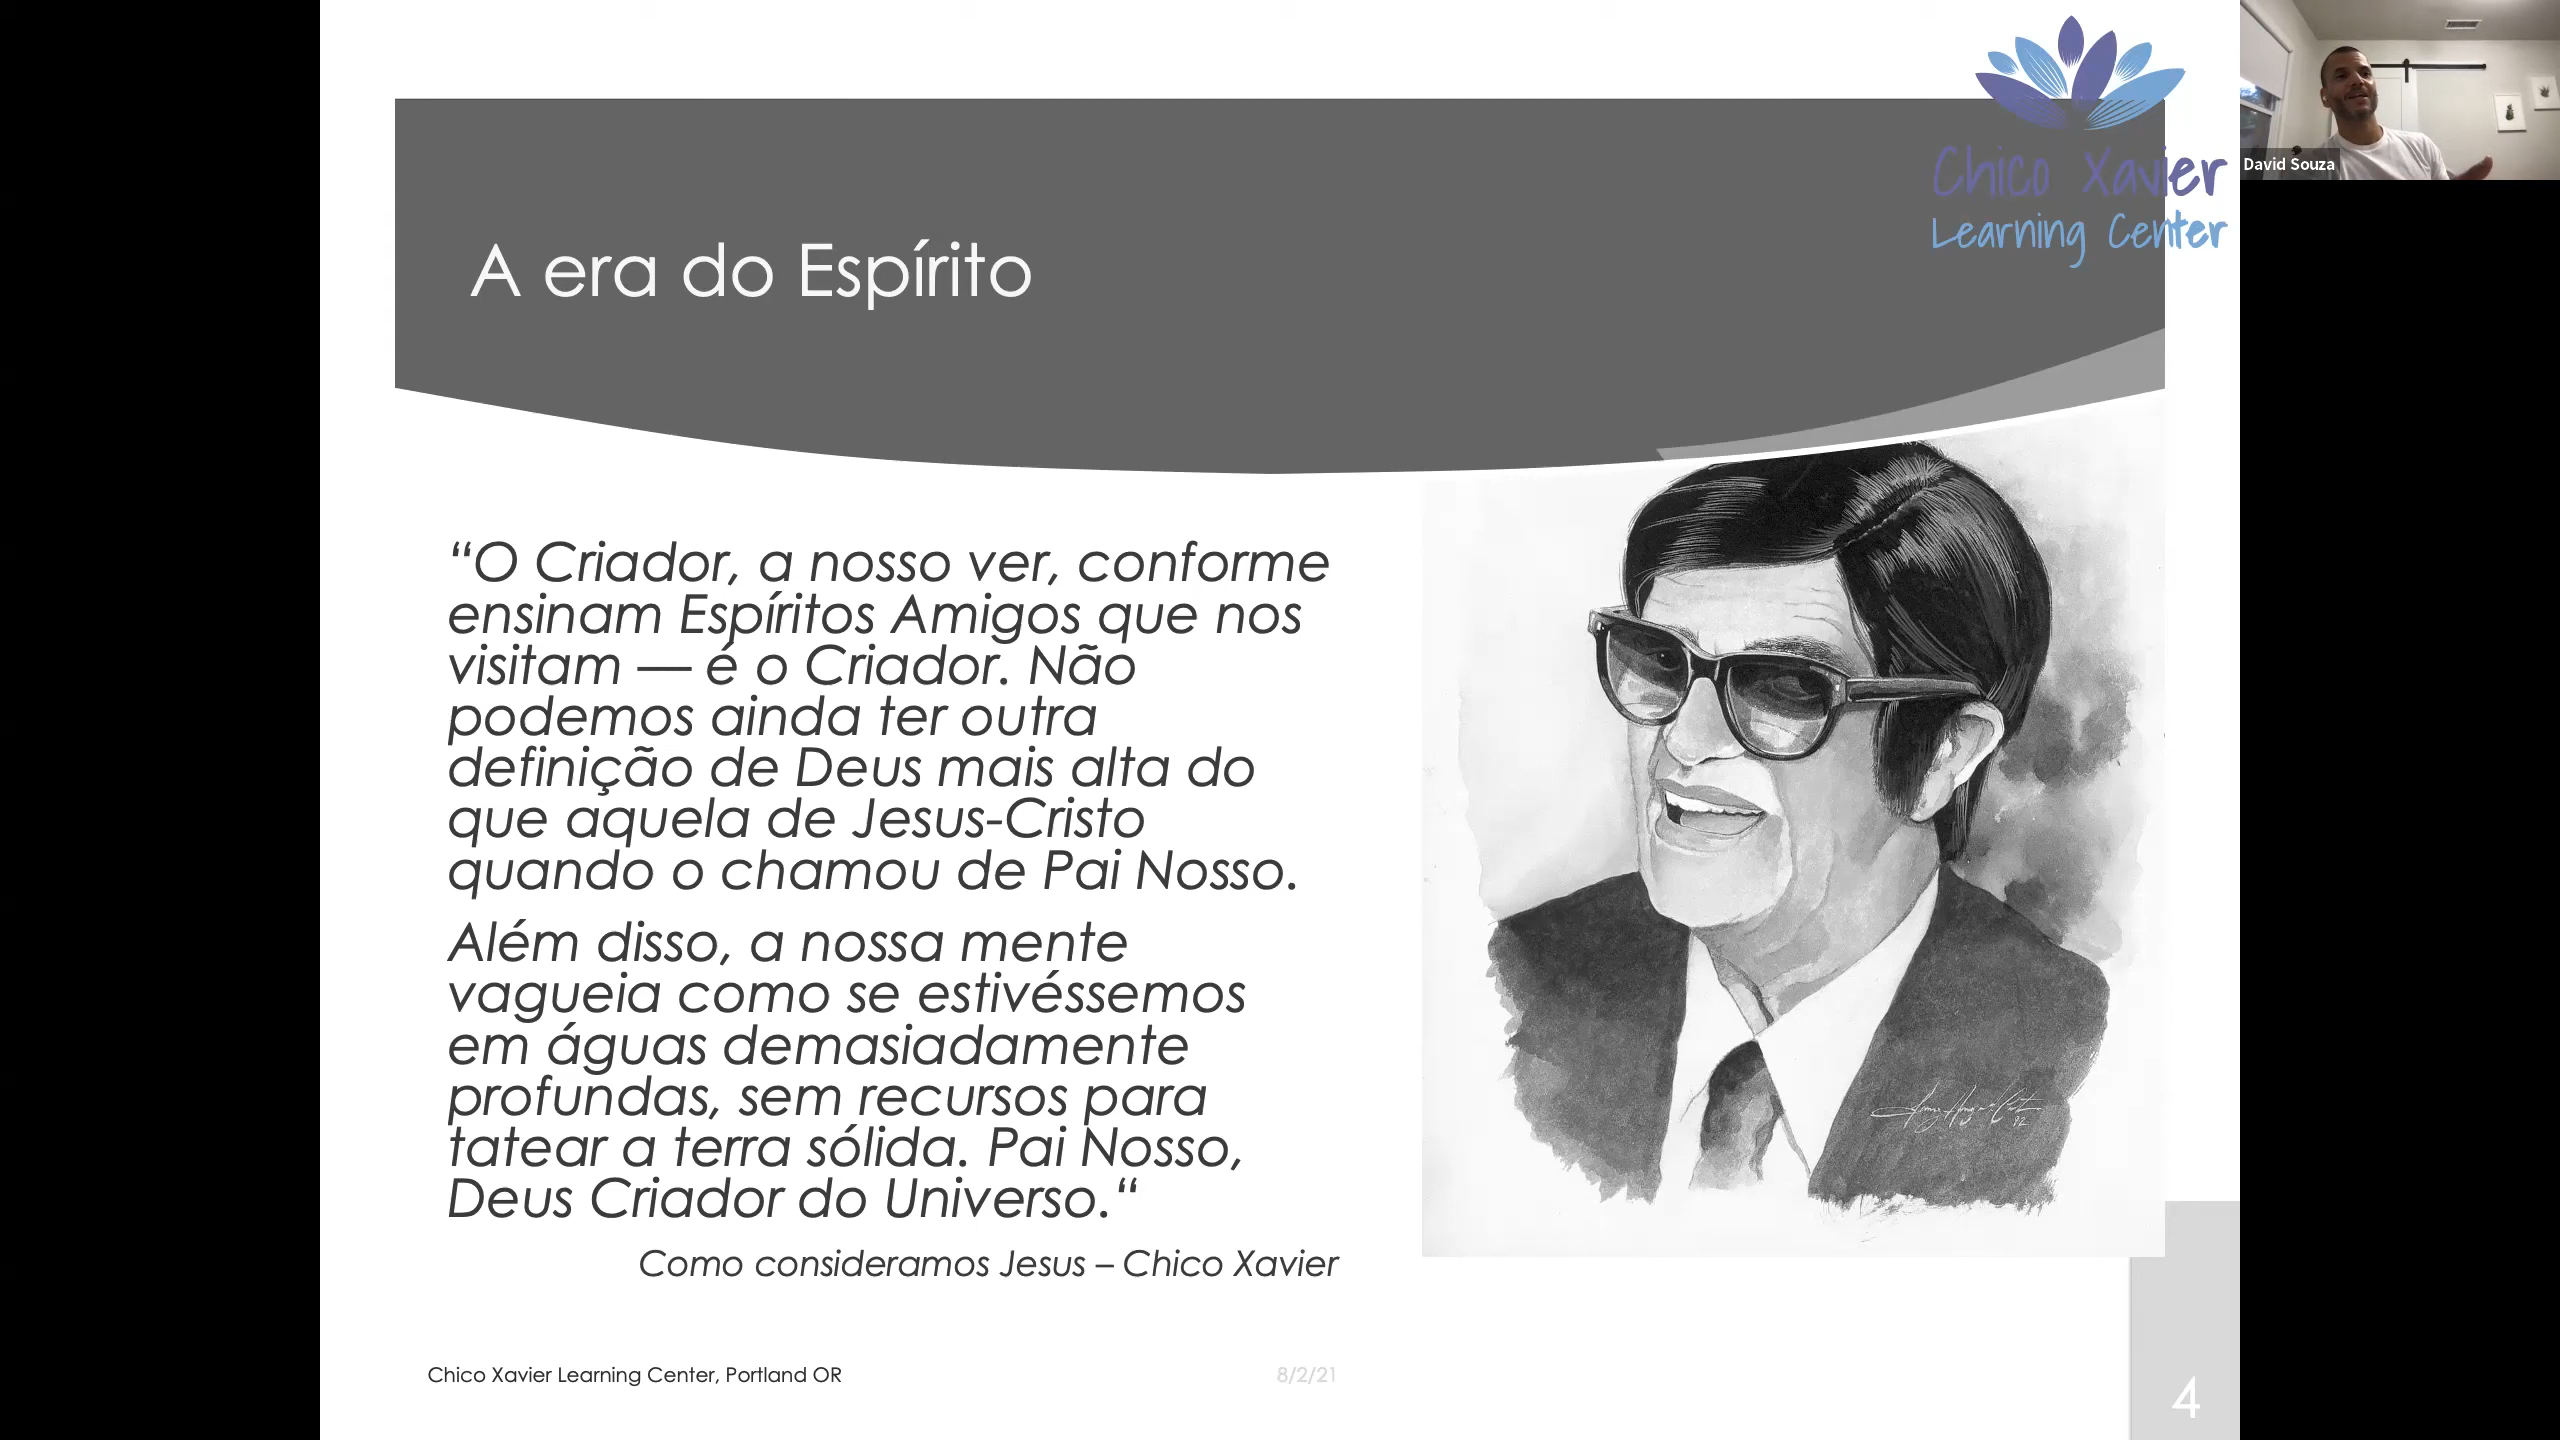 Chico Xavier
Learning Center
David Souza
A era do Espírito
“O Criador, a nosso ver, conforme
ensinam Espíritos Amigos que nos
visitam — é o Criador. Não
podemos ainda ter outra
definição de Deus mais alta do
que aquela de Jesus-Cristo
quando o chamou de Pai Nosso.
Além disso, a nossa mente
vagueia como se estivéssemos
em águas demasiadamente
profundas, sem recursos para
tatear a terra sólida. Pai Nosso,
Deus Criador do Universo.“
Como consideramos Jesus – Chico Xavier
92
Chico Xavier Learning Center, Portland OR
8/2/21
4